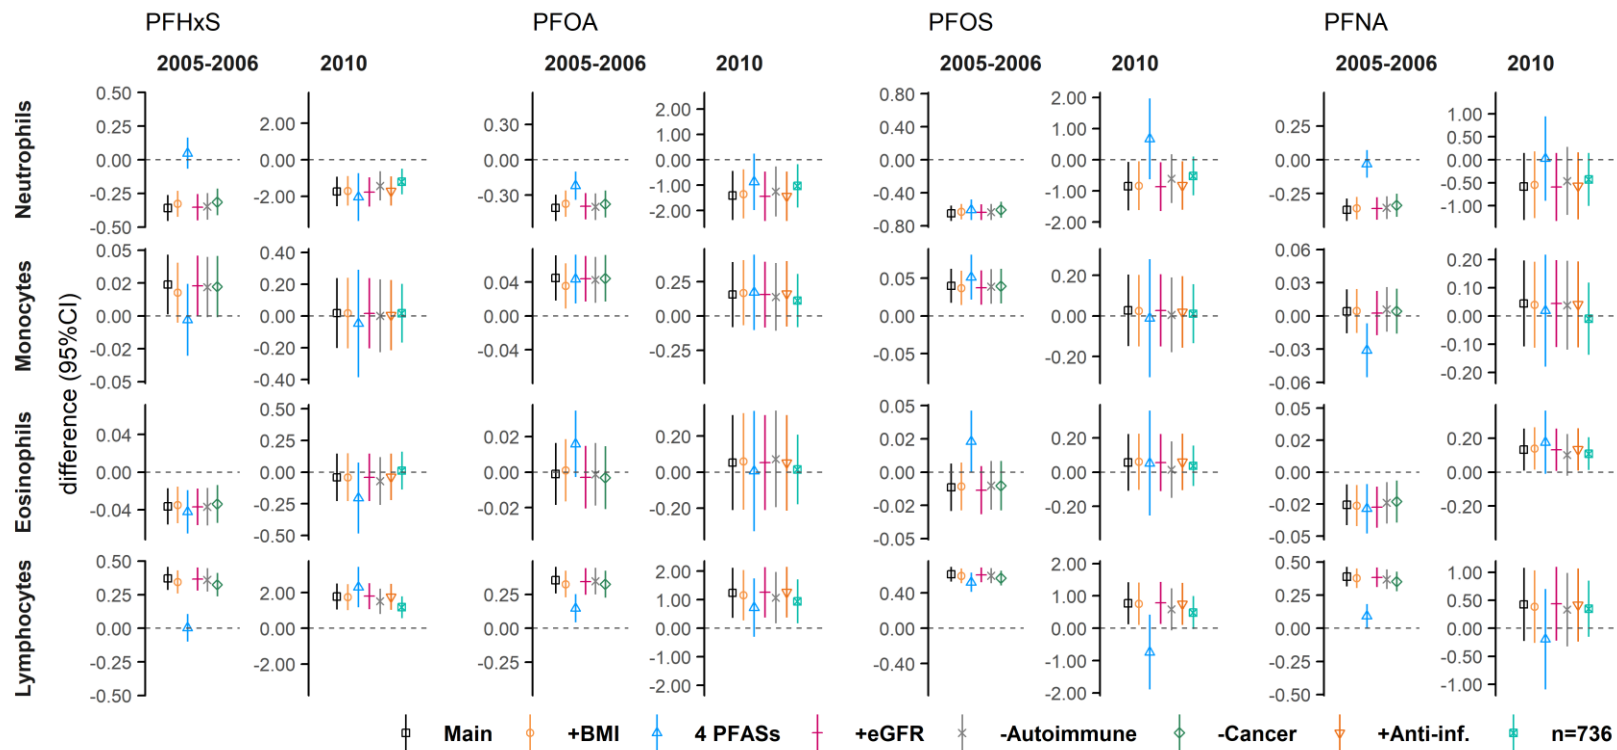 PFHxS PFOA PFOS PFNA
2005-2006 2010 2005-2006 2010 2005-2006 2010 2005-2006 2010
difference (95%CI)
Neutrophils
0.50 0.25 0.00 -0.25 -0.50
2.00 0.00 -2.00
0.30 0.00 -0.30
2.00 1.00 0.00 -1.00 -2.00
0.80 0.40 0.00 -0.40 -0.80
2.00 1.00 0.00 -1.00 -2.00
0.25 0.00 -0.25
1.00 0.50 0.00 -0.50 -1.00
Monocytes
0.05 0.02 0.00 -0.02 -0.05
0.40 0.20 0.00 -0.20 -0.40
0.04 0.00 -0.04
0.25 0.00 -0.25
0.05 0.00 -0.05
0.20 0.00 -0.20
0.06 0.03 0.00 -0.03 -0.06
0.20 0.10 0.00 -0.10 -0.20
Eosinophils
0.04 0.00 -0.04
0.50 0.25 0.00 -0.25 -0.50
0.02 0.00 -0.02
0.20 0.00 -0.20
0.05 0.02 0.00 -0.03 -0.05
0.20 0.00 -0.20
0.05 0.02 0.00 -0.02 -0.05
0.20 0.00 -0.20
Lymphocytes
0.50 0.25 0.00 -0.25 -0.50
2.00 0.00 -2.00
0.25 0.00 -0.25
2.00 1.00 0.00 -1.00 -2.00
0.40 0.00 -0.40
2.00 1.00 0.00 -1.00 -2.00
0.50 0.25 0.00 -0.25 -0.50
1.00 0.50 0.00 -0.50 -1.00
Main +BMI 4 PFASs +eGFR -Autoimmune -Cancer +Anti-inf. n=736